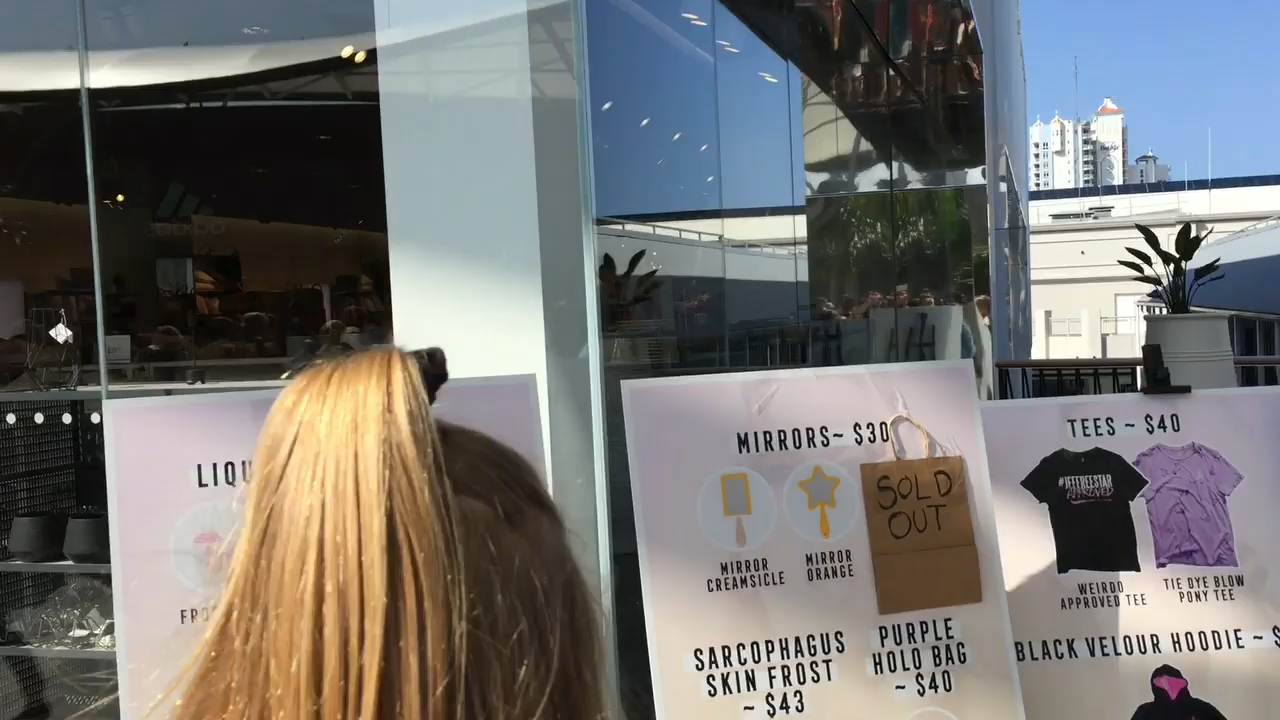 LIQU
FRO
MIRRORS~ $30
SOLD
OUT
MIRROR
CREAMSICLE
MIRROR
ORANGE
SARCOPHAGUS
SKIN FROST
~ $43
PURPLE
HOLO BAG
~ $40
TEES ~ $40
#JEFFREESTAR
APPROVED
WEIRDO
APPROVED TEE
TIE DYE BLOW
PONY TEE
BLACK VELOUR HOODIE ~ $